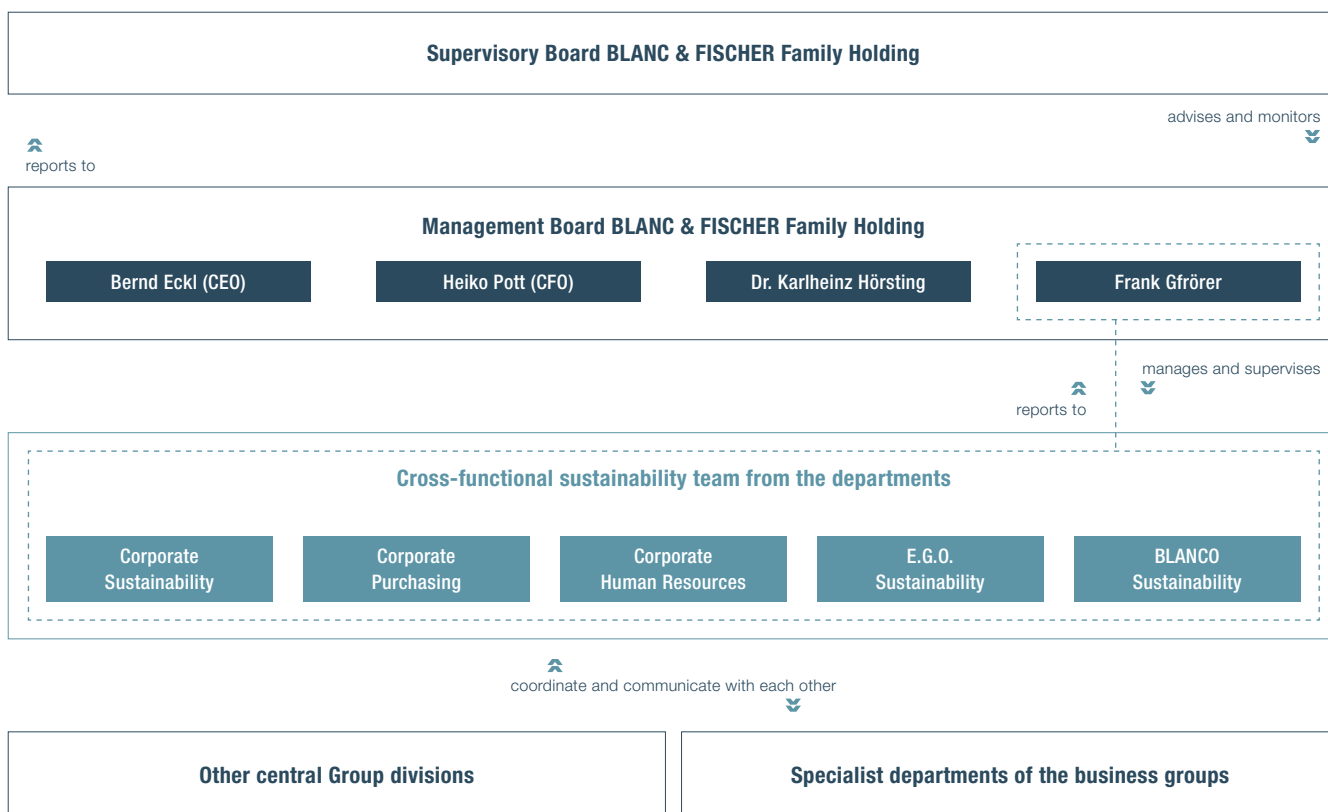 Supervisory Board BLANC & FISCHER Family Holding
advises and monitors
reports to
Management Board BLANC & FISCHER Family Holding
Bernd Eckl (CEO)
Heiko Pott (CFO)
Dr. Karlheinz Hörsting
Frank Gfrörer
manages and supervises
reports to
Cross-functional sustainability team from the departments
Corporate
Sustainability
Corporate
Purchasing
Corporate
Human Resources
E.G.O.
Sustainability
BLANCO
Sustainability
coordinate and communicate with each other
Other central Group divisions
Specialist departments of the business groups